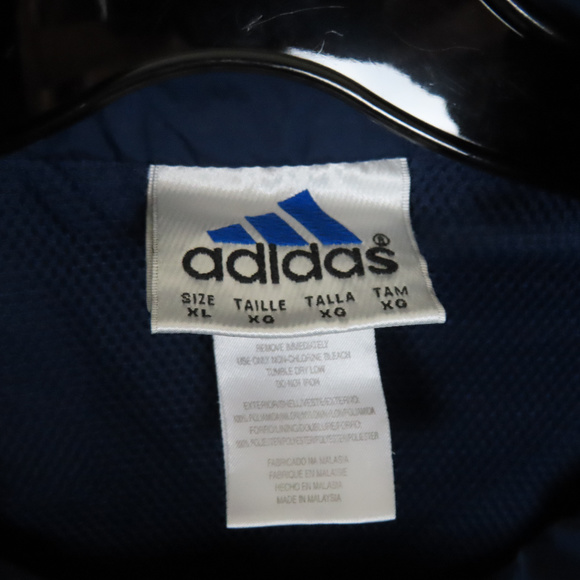 adidas®
SIZE TAILLE TALLA TAM
XL XG XG XG
REMOVE IMMEDIATELY
USE ONLY NON-CHLORINE BLEACH
TUMBLE DRY LOW
DO NOT IRON
FABRICADO NA MALASIA
FABRIQUE EN MALAISIE
HECHO EN MALASIA
MADE IN MALAYSIA